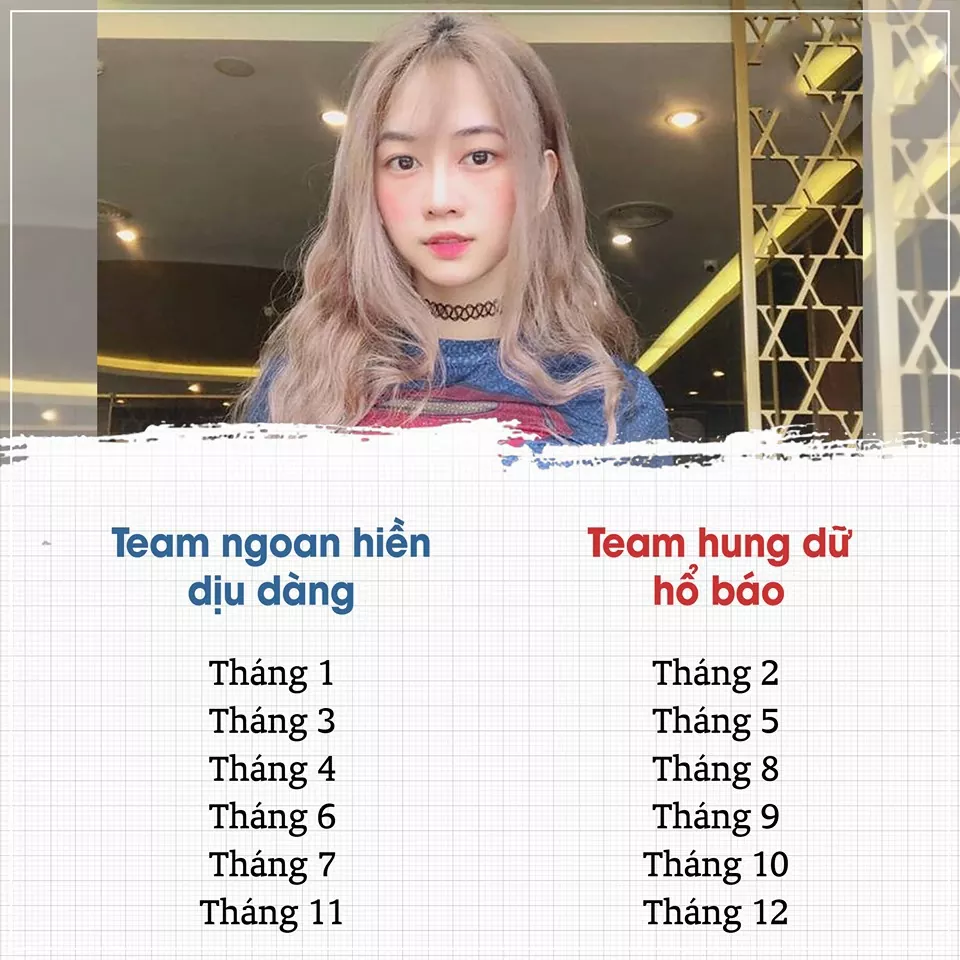 Team ngoan hiền
dịu dàng
Tháng 1
Tháng 3
Tháng 4
Tháng 6
Tháng 7
Tháng 11
Team hung dữ
hổ báo
Tháng 2
Tháng 5
Tháng 8
Tháng 9
Tháng 10
Tháng 12